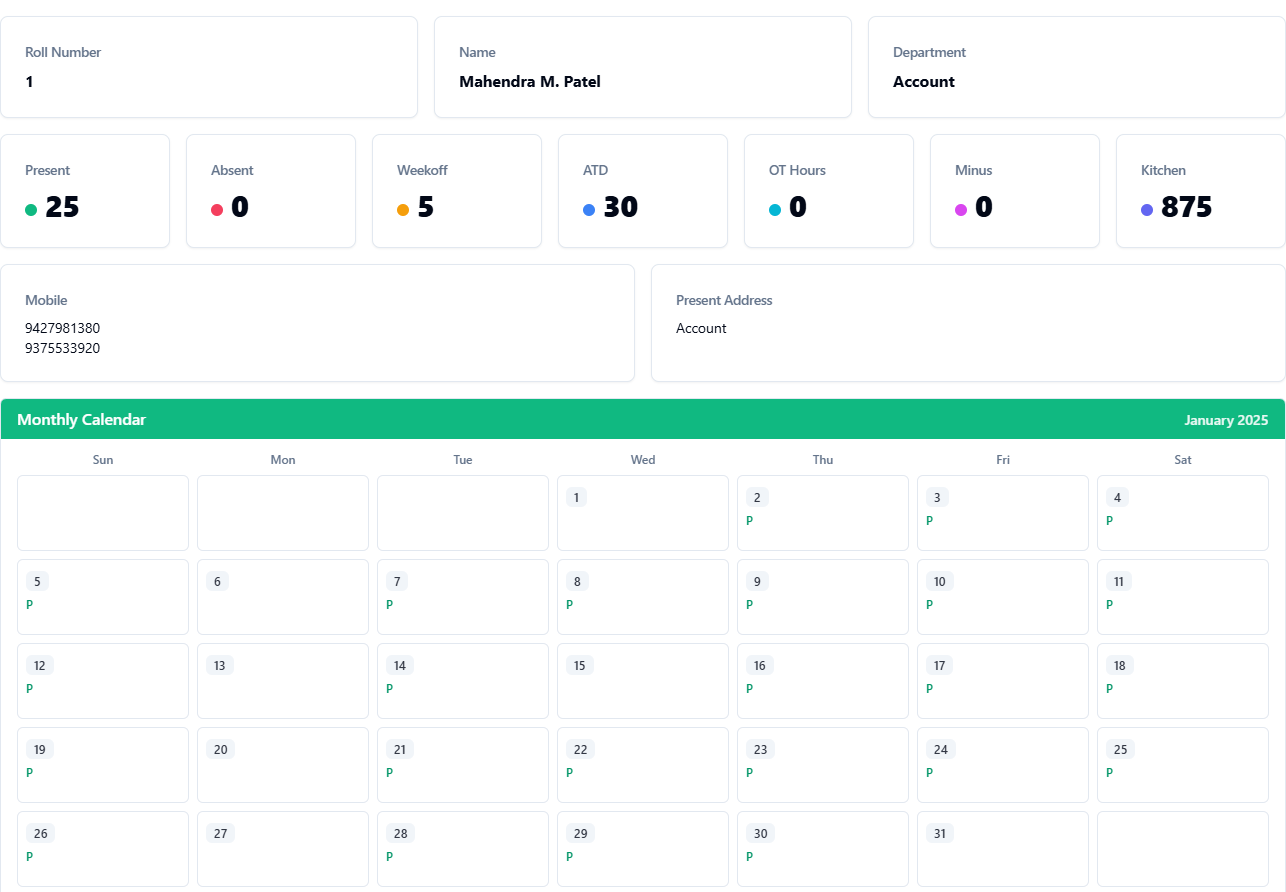 Roll Number
1
Name
Mahendra M. Patel
Department
Account
Present
25
Absent
0
Weekoff
5
ATD
30
OT Hours
0
Minus
0
Kitchen
875
Mobile
9427981380
9375533920
Present Address
Account
Monthly Calendar
January 2025
Sun Mon Tue Wed Thu Fri Sat
1 2 3 4
P P P
5 6 7 8 9 10 11
P P P P P P
12 13 14 15 16 17 18
P P P P P
19 20 21 22 23 24 25
P P P P P P
26 27 28 29 30 31
P P P P